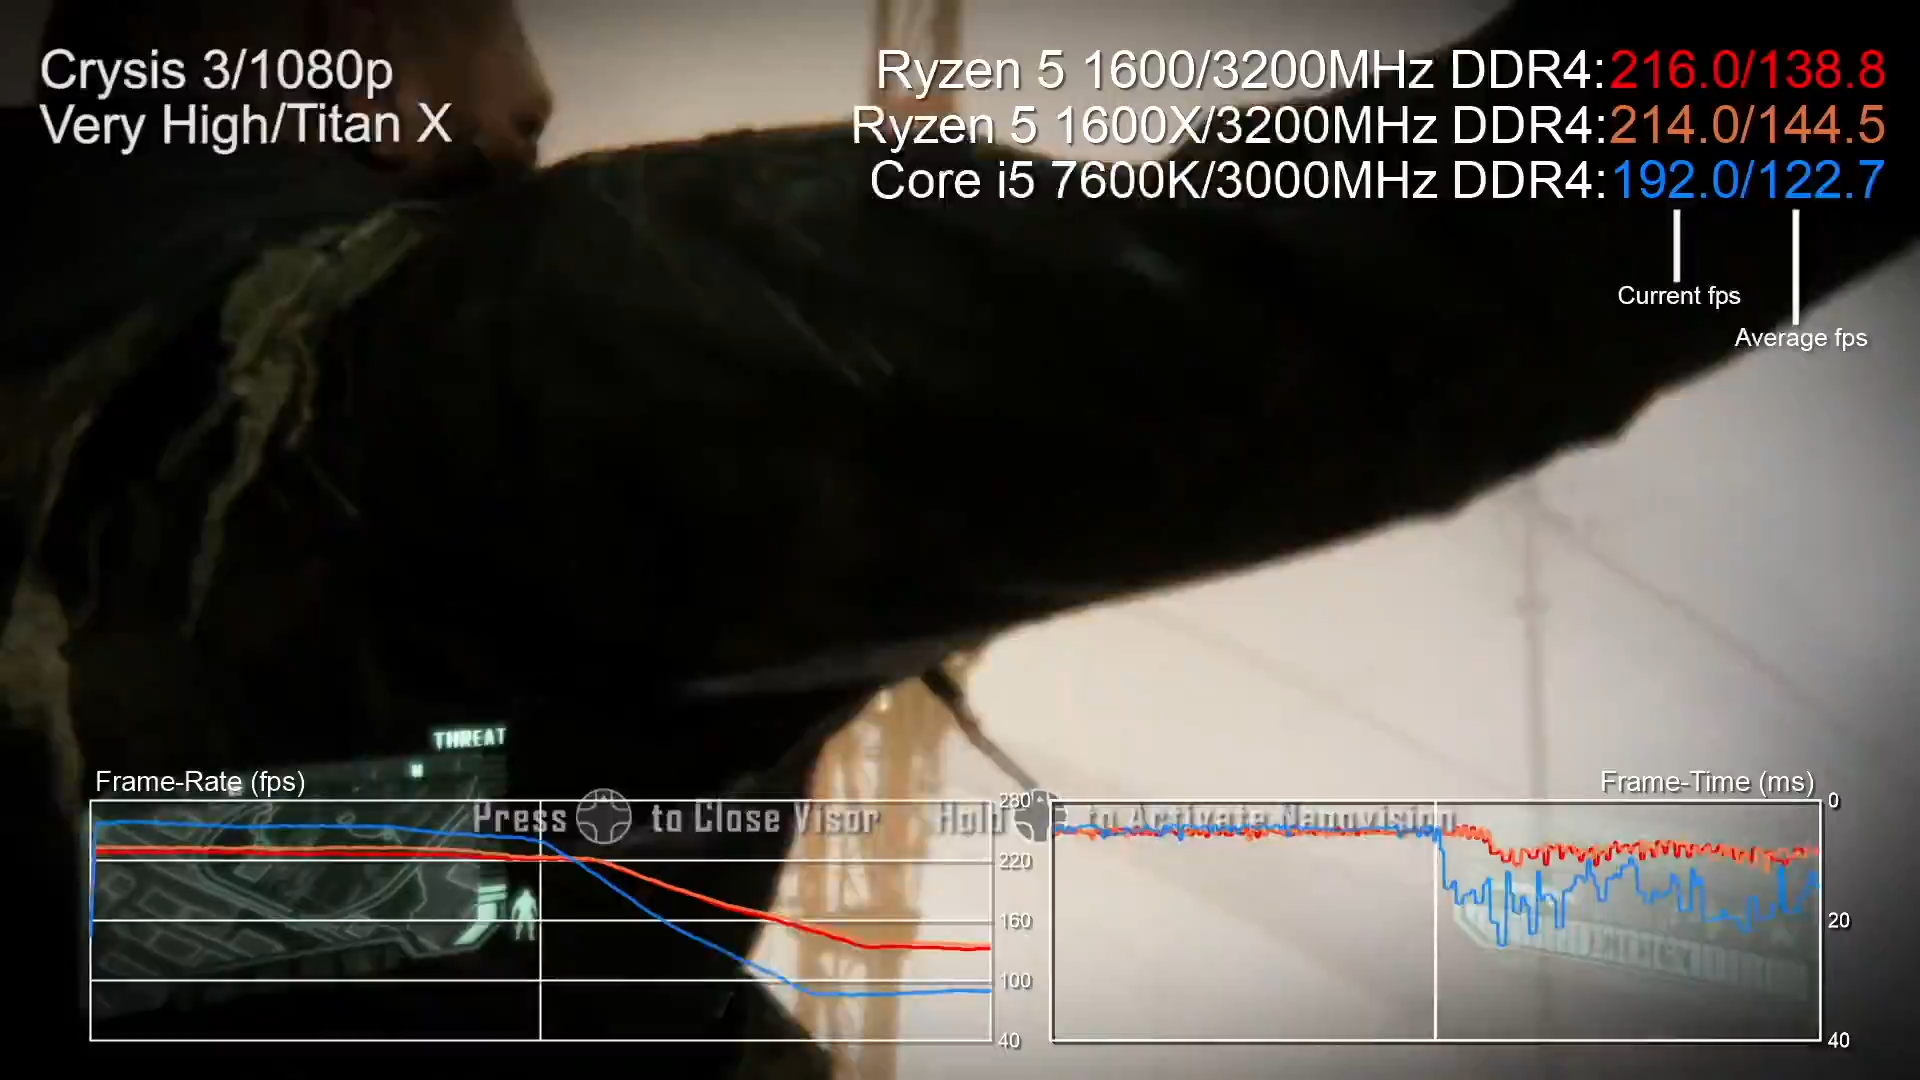 Crysis 3/1080p
Very High/Titan X
Ryzen 5 1600/3200MHz DDR4:216.0/138.8
Ryzen 5 1600X/3200MHz DDR4:214.0/144.5
Core i5 7600K/3000MHz DDR4:192.0/122.7
Current fps
Average fps
THREAT
Frame-Rate (fps)
Frame-Time (ms)
Press to Close Visor
Hold to Activate Nanovision
280
220
160
100
40
0
20
40